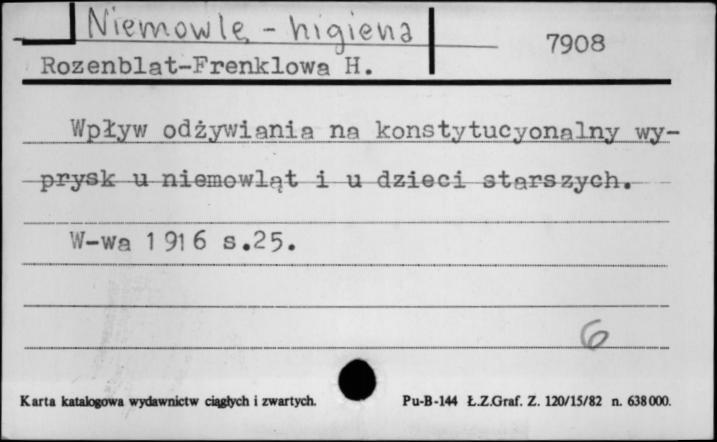 Niemowlę - higiena
7908
Rozenblat-Frenklowa H.
Wpływ odżywiania na konstytucyonalny wy-
prysk u niemowląt i u dzieci starszych.
W-wa 1916 s.25.
6
Karta katalogowa wydawnictw ciągłych i zwartych.
Pu-B-144 Ł.Z.Graf. Z. 120/15/82 n. 638000.